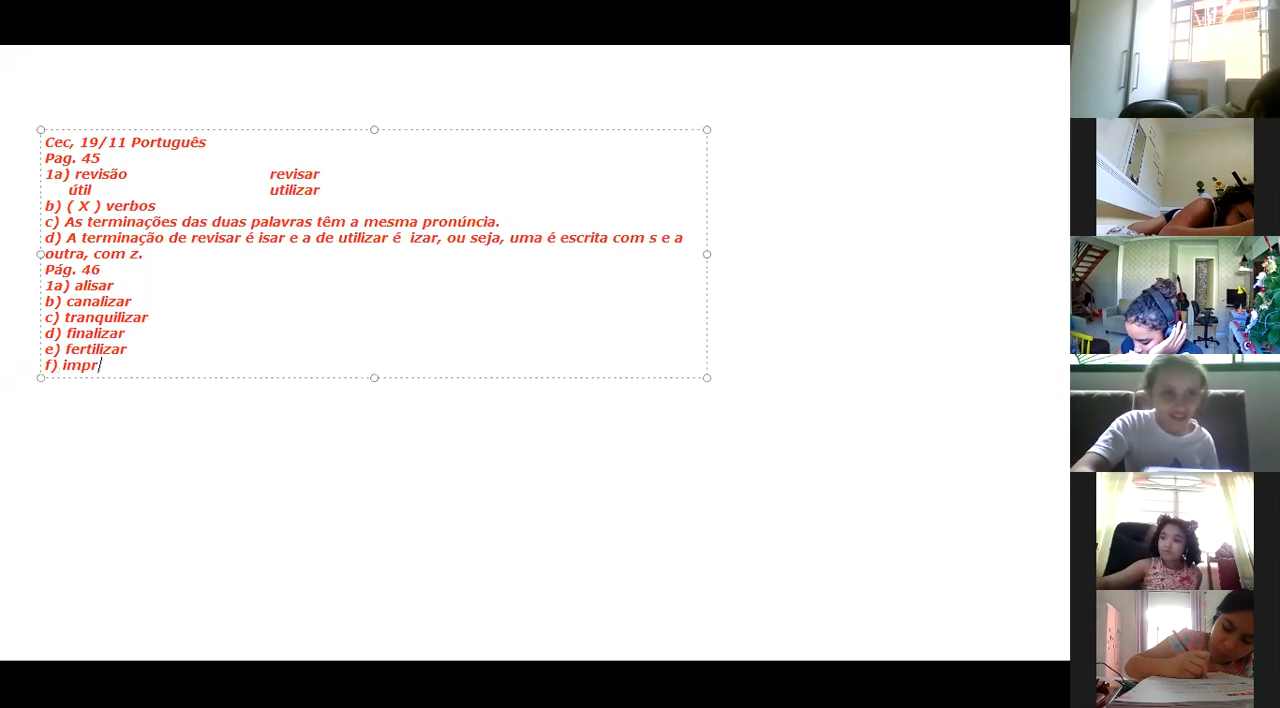 Cec, 19/11 Português
Pag. 45
1a) revisão revisar
útil utilizar
b) ( X ) verbos
c) As terminações das duas palavras têm a mesma pronúncia.
d) A terminação de revisar é isar e a de utilizar é izar, ou seja, uma é escrita com s e a
outra, com z.
Pág. 46
1a) alisar
b) canalizar
c) tranquilizar
d) finalizar
e) fertilizar
f) impr